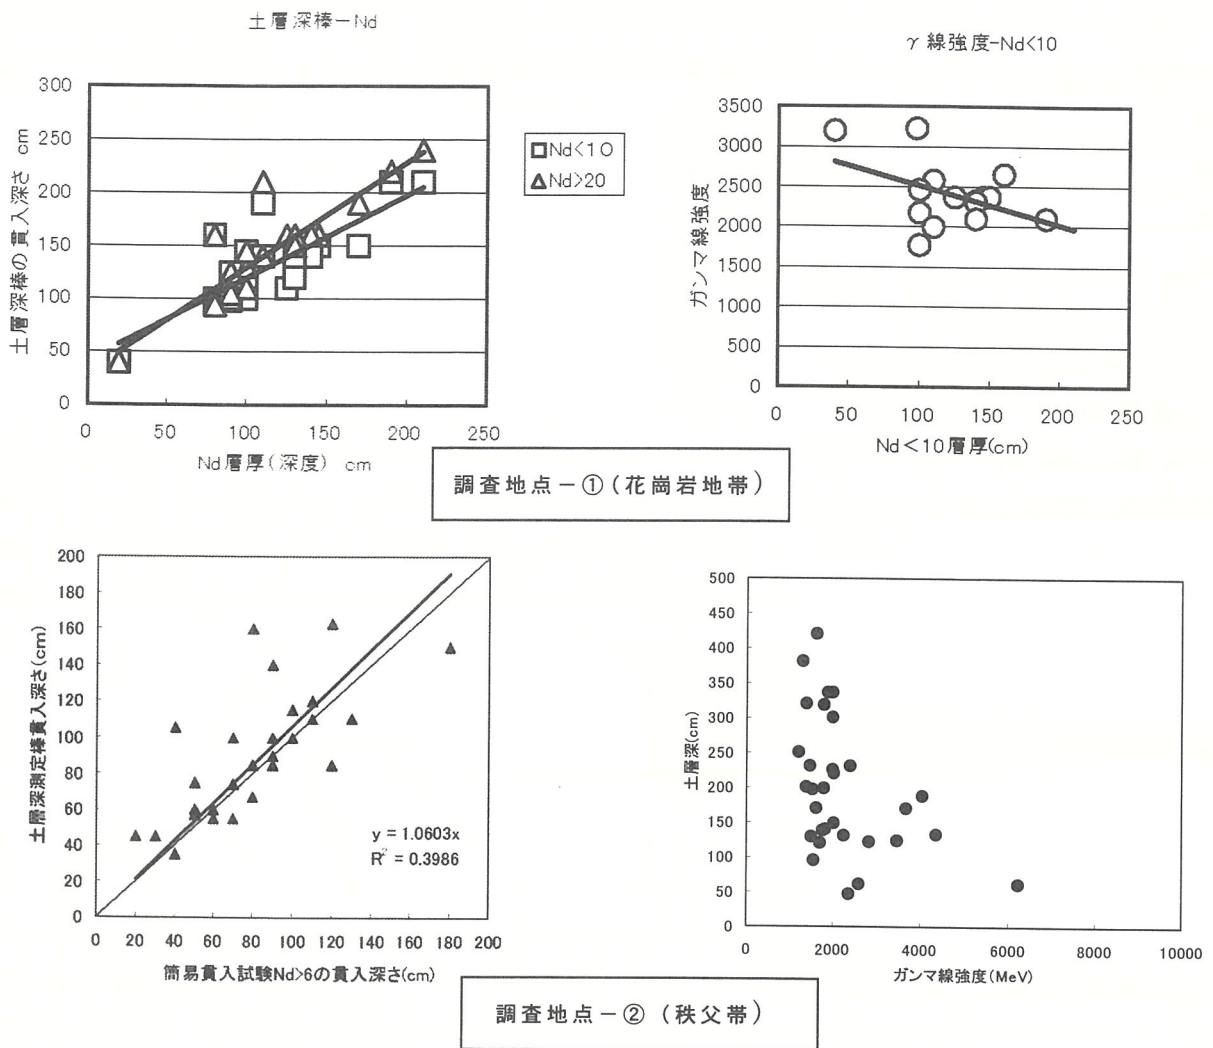 土層深棒－Nd
土層深棒の貫入深さ cm
300
250
200
150
100
50
0
0 50 100 150 200 250
Nd層厚(深度) cm
Nd<10
Nd>20
γ線強度-Nd<10
ガンマ線強度
3500
3000
2500
2000
1500
1000
500
0
0 50 100 150 200 250
Nd<10層厚(cm)
調査地点－①(花崗岩地帯)
土層深測定棒貫入深さ(cm)
200
180
160
140
120
100
80
60
40
20
0
y = 1.0603x
R² = 0.3986
0 20 40 60 80 100 120 140 160 180 200
簡易貫入試験Nd>6の貫入深さ(cm)
土層深(cm)
500
450
400
350
300
250
200
150
100
50
0
0 2000 4000 6000 8000 10000
ガンマ線強度(MeV)
調査地点－②(秩父帯)